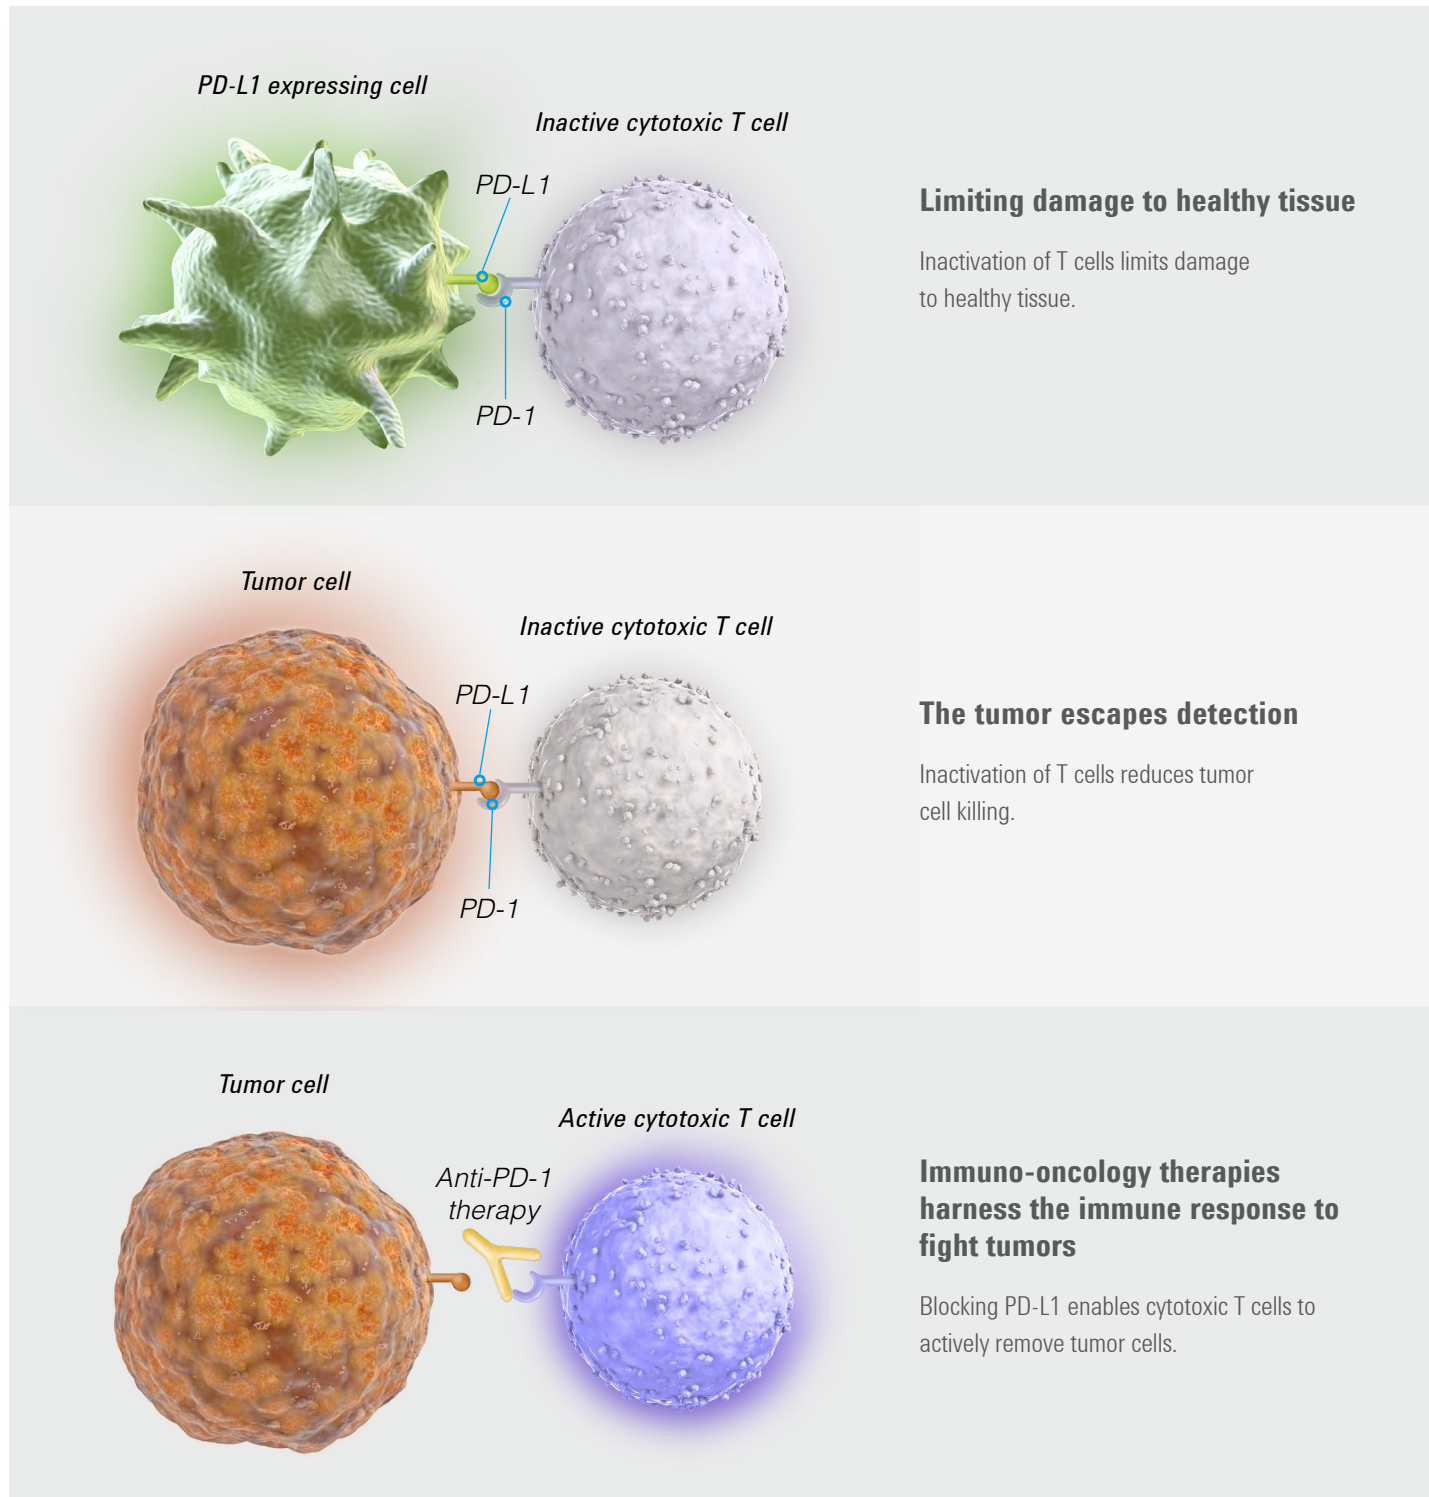 PD-L1 expressing cell
Inactive cytotoxic T cell
PD-L1
PD-1
Limiting damage to healthy tissue
Inactivation of T cells limits damage
to healthy tissue.
Tumor cell
Inactive cytotoxic T cell
PD-L1
PD-1
The tumor escapes detection
Inactivation of T cells reduces tumor
cell killing.
Tumor cell
Active cytotoxic T cell
Anti-PD-1
therapy
Immuno-oncology therapies
harness the immune response to
fight tumors
Blocking PD-L1 enables cytotoxic T cells to
actively remove tumor cells.